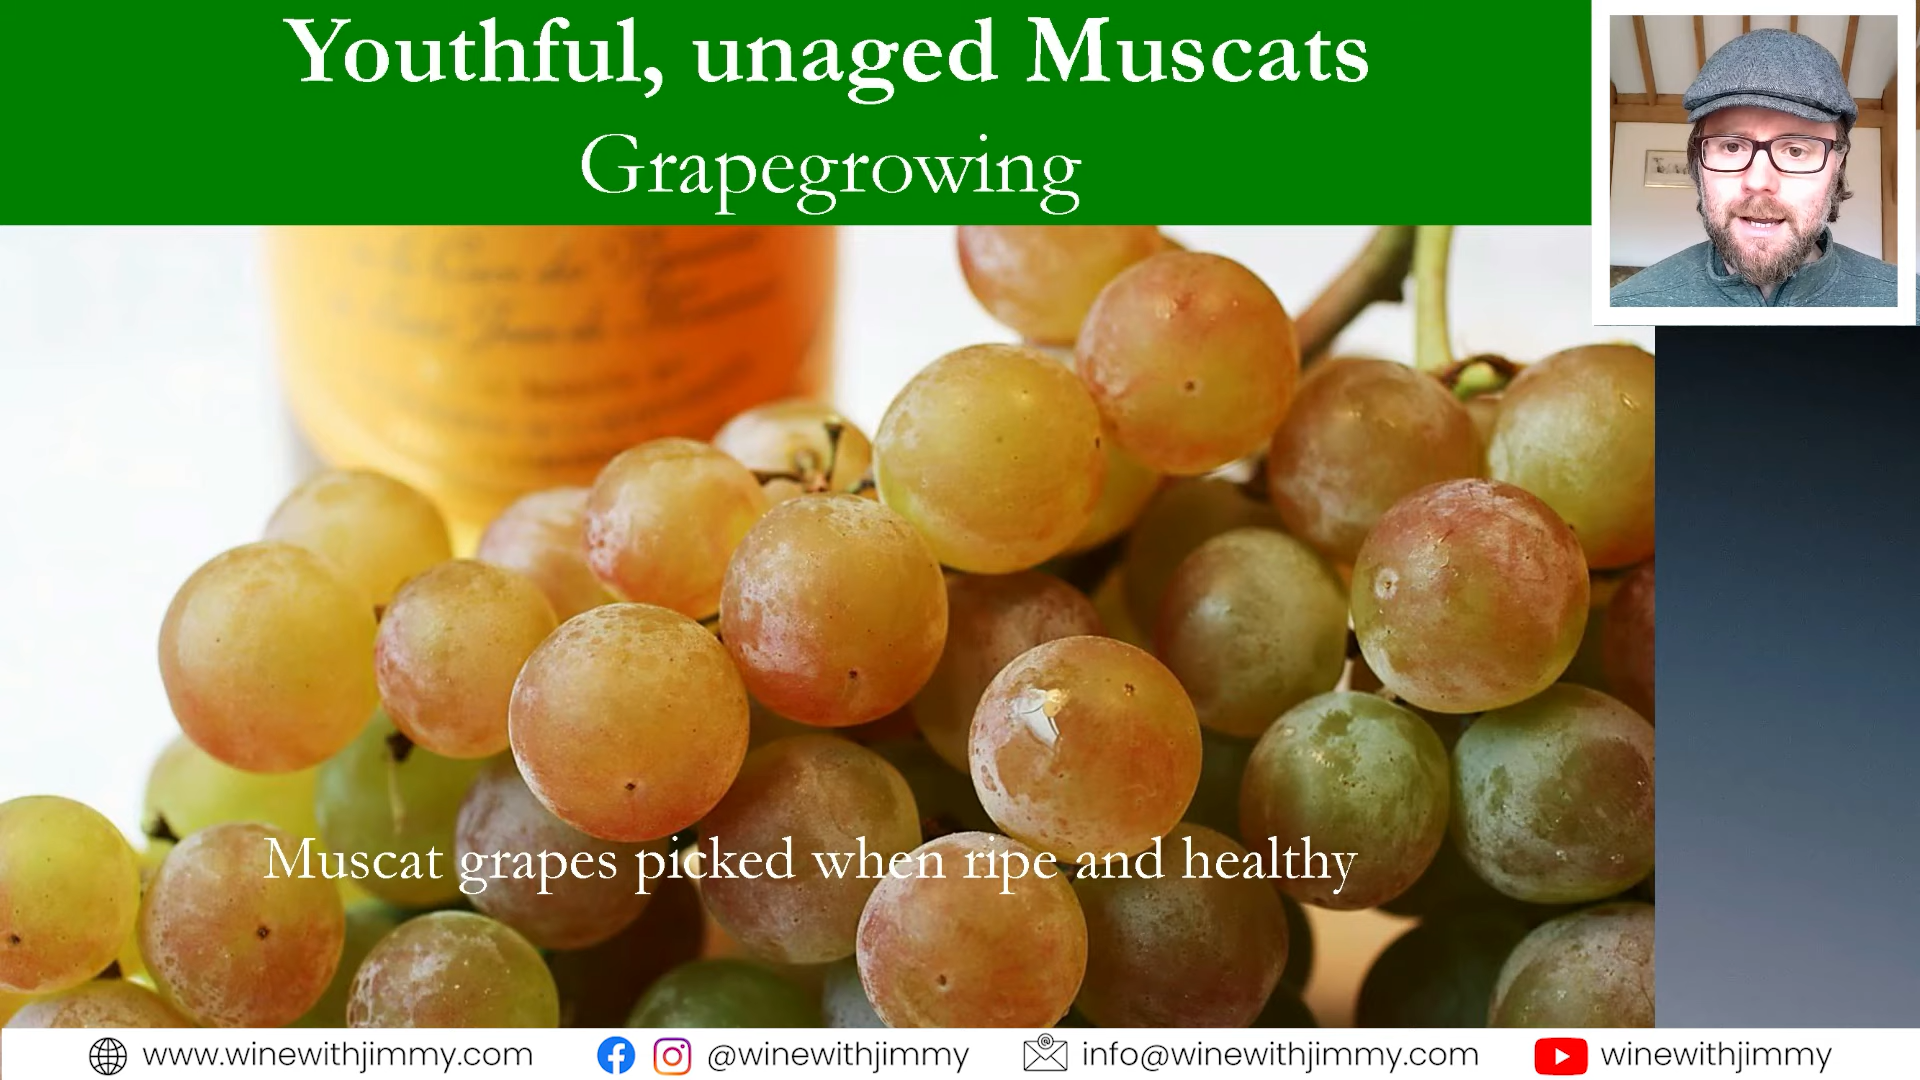 Youthful, unaged Muscats
Grapegrowing
Muscat grapes picked when ripe and healthy
www.winewithjimmy.com @winewithjimmy info@winewithjimmy.com winewithjimmy